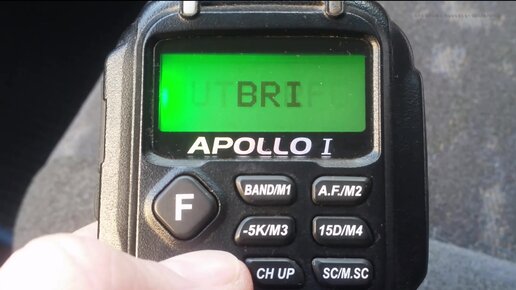 BRI
APOLLO I
F
BAND/M1
A.F./M2
-5K/M3
15D/M4
CH UP
SC/M.SC